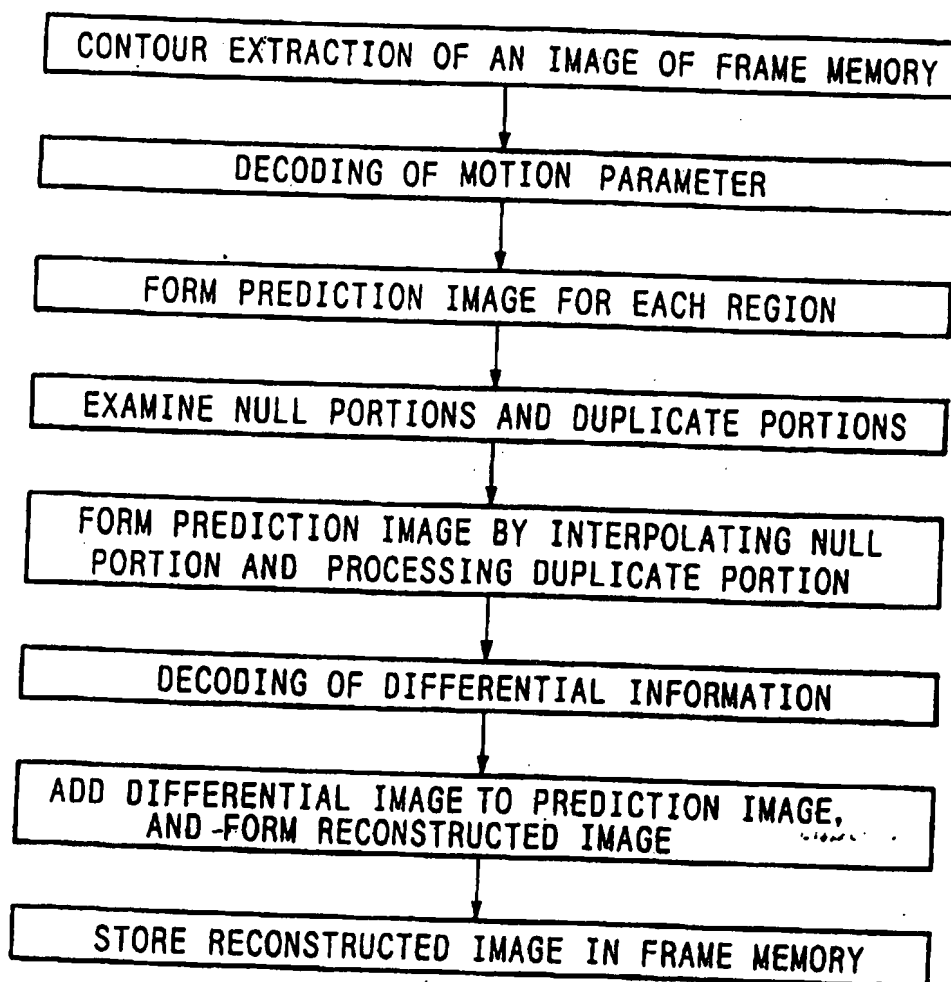 CONTOUR EXTRACTION OF AN IMAGE OF FRAME MEMORY
DECODING OF MOTION PARAMETER
FORM PREDICTION IMAGE FOR EACH REGION
EXAMINE NULL PORTIONS AND DUPLICATE PORTIONS
FORM PREDICTION IMAGE BY INTERPOLATING NULL
PORTION AND PROCESSING DUPLICATE PORTION
DECODING OF DIFFERENTIAL INFORMATION
ADD DIFFERENTIAL IMAGE TO PREDICTION IMAGE,
AND FORM RECONSTRUCTED IMAGE
STORE RECONSTRUCTED IMAGE IN FRAME MEMORY